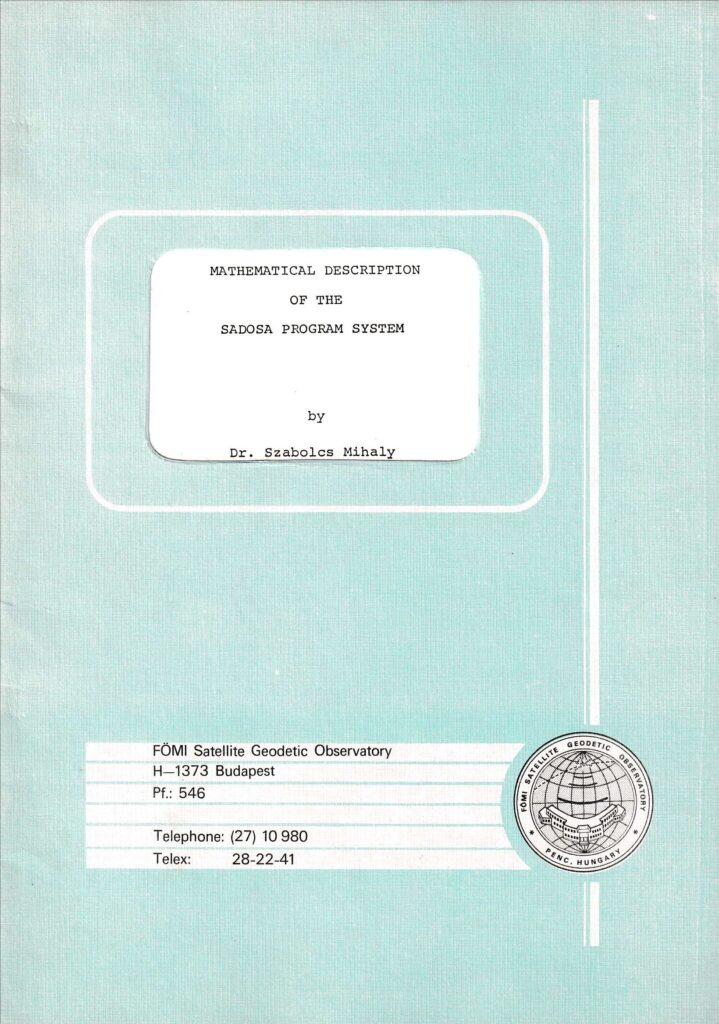 MATHEMATICAL DESCRIPTION
OF THE
SADOSA PROGRAM SYSTEM
by
Dr. Szabolcs Mihaly
FÖMI Satellite Geodetic Observatory
H—1373 Budapest
Pf.: 546
Telephone: (27) 10 980
Telex: 28-22-41
FÖMI SATELLITE GEODETIC OBSERVATORY
* PENC, HUNGARY *